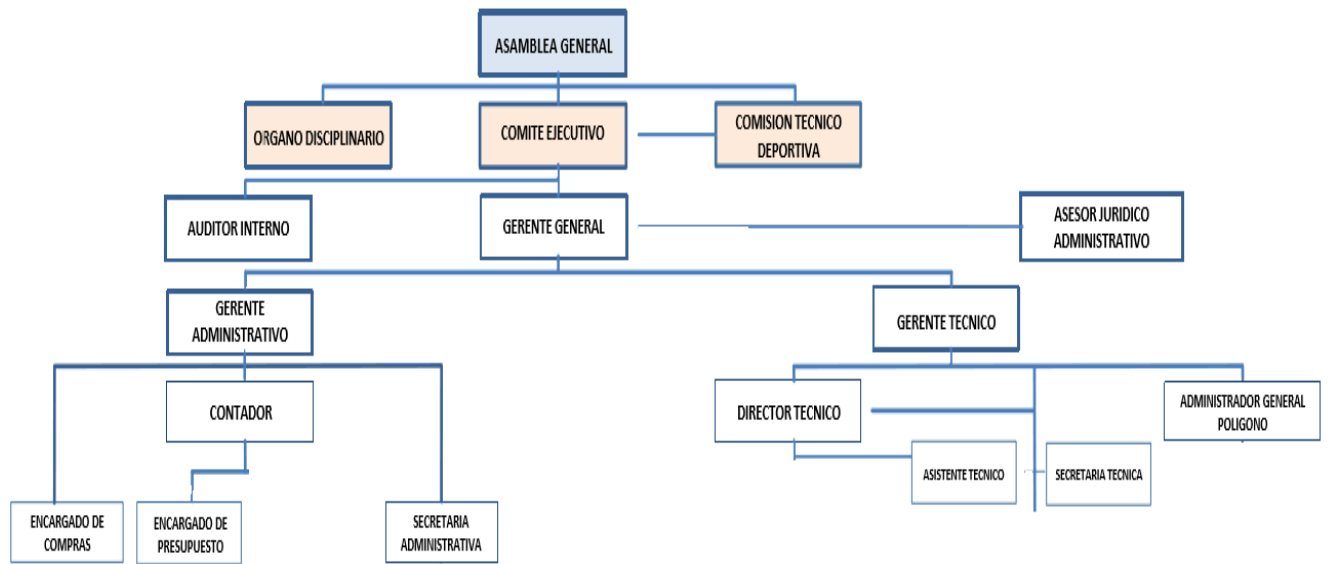 ASAMBLEA GENERAL
ORGANO DISCIPLINARIO
COMITE EJECUTIVO
COMISION TECNICO
DEPORTIVA
AUDITOR INTERNO
GERENTE GENERAL
ASESOR JURIDICO
ADMINISTRATIVO
GERENTE
ADMINISTRATIVO
GERENTE TECNICO
CONTADOR
DIRECTOR TECNICO
ADMINISTRADOR GENERAL
POLIGONO
ASISTENTE TECNICO
SECRETARIA TECNICA
ENCARGADO DE
COMPRAS
ENCARGADO DE
PRESUPUESTO
SECRETARIA
ADMINISTRATIVA